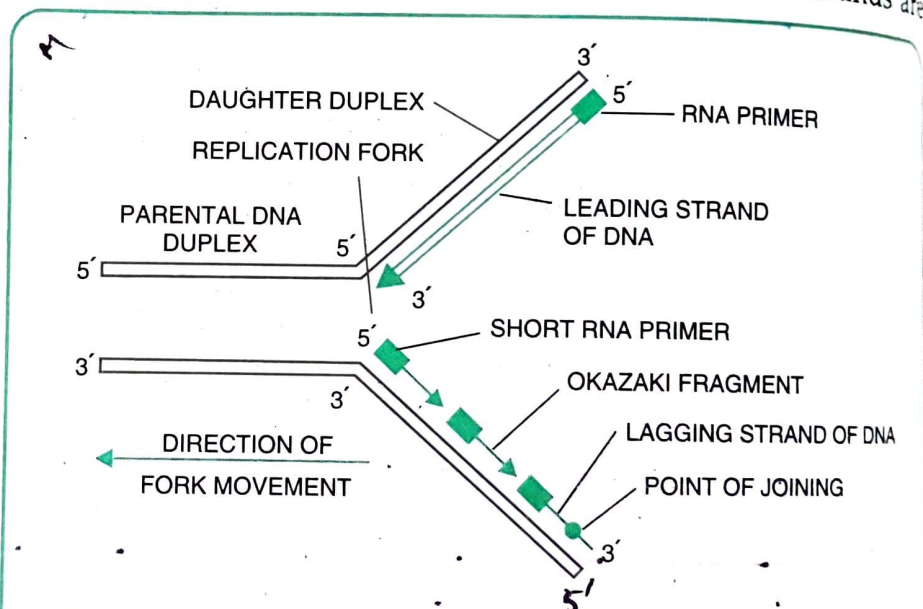 are
3´
5´
DAUGHTER DUPLEX
RNA PRIMER
REPLICATION FORK
LEADING STRAND
OF DNA
PARENTAL DNA
DUPLEX
5´
5´
3´
5´
SHORT RNA PRIMER
3´
3´
OKAZAKI FRAGMENT
LAGGING STRAND OF DNA
DIRECTION OF
FORK MOVEMENT
POINT OF JOINING
3´
5'